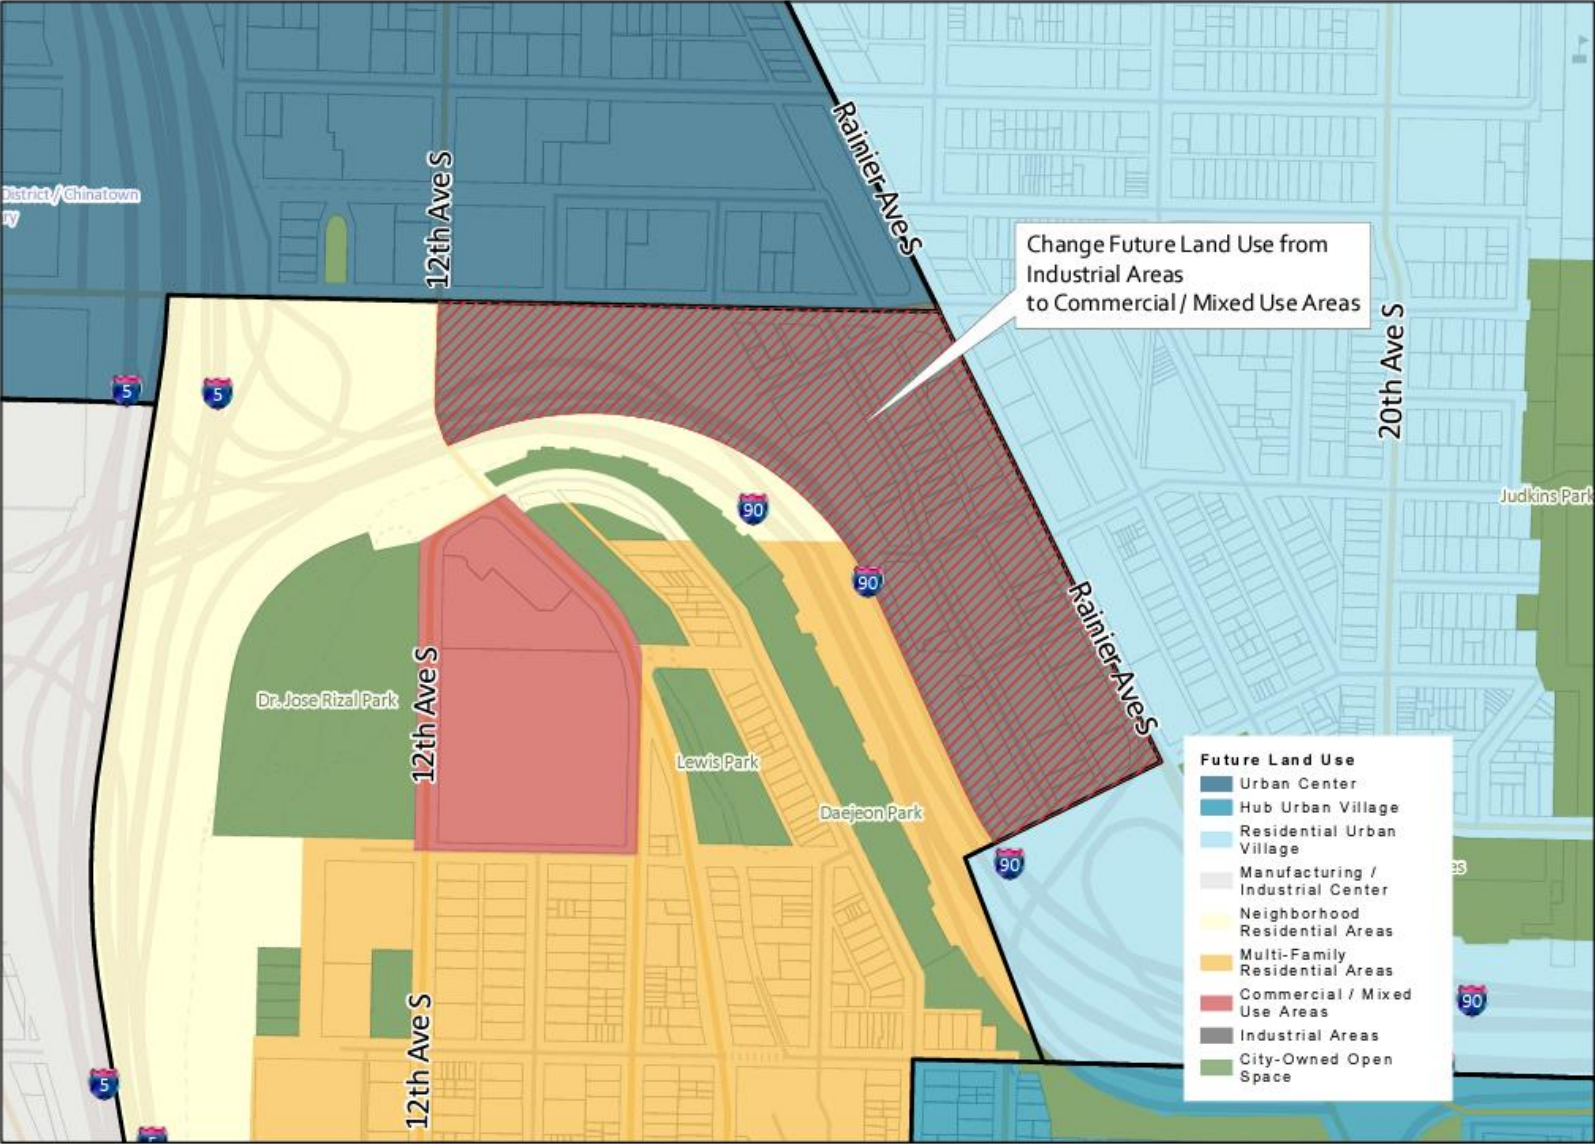 Rainier Ave S
12th Ave S
District / Chinatown
ry
Change Future Land Use from
Industrial Areas
to Commercial / Mixed Use Areas
20th Ave S
5
5
Judkins Park
90
90
Rainier Ave S
12th Ave S
Dr. Jose Rizal Park
Lewis Park
Daejeon Park
90
Future Land Use
Urban Center
Hub Urban Village
Residential Urban
Village
Manufacturing /
Industrial Center
Neighborhood
Residential Areas
Multi-Family
Residential Areas
Commercial / Mixed
Use Areas
Industrial Areas
City-Owned Open
Space
es
90
12th Ave S
5
5